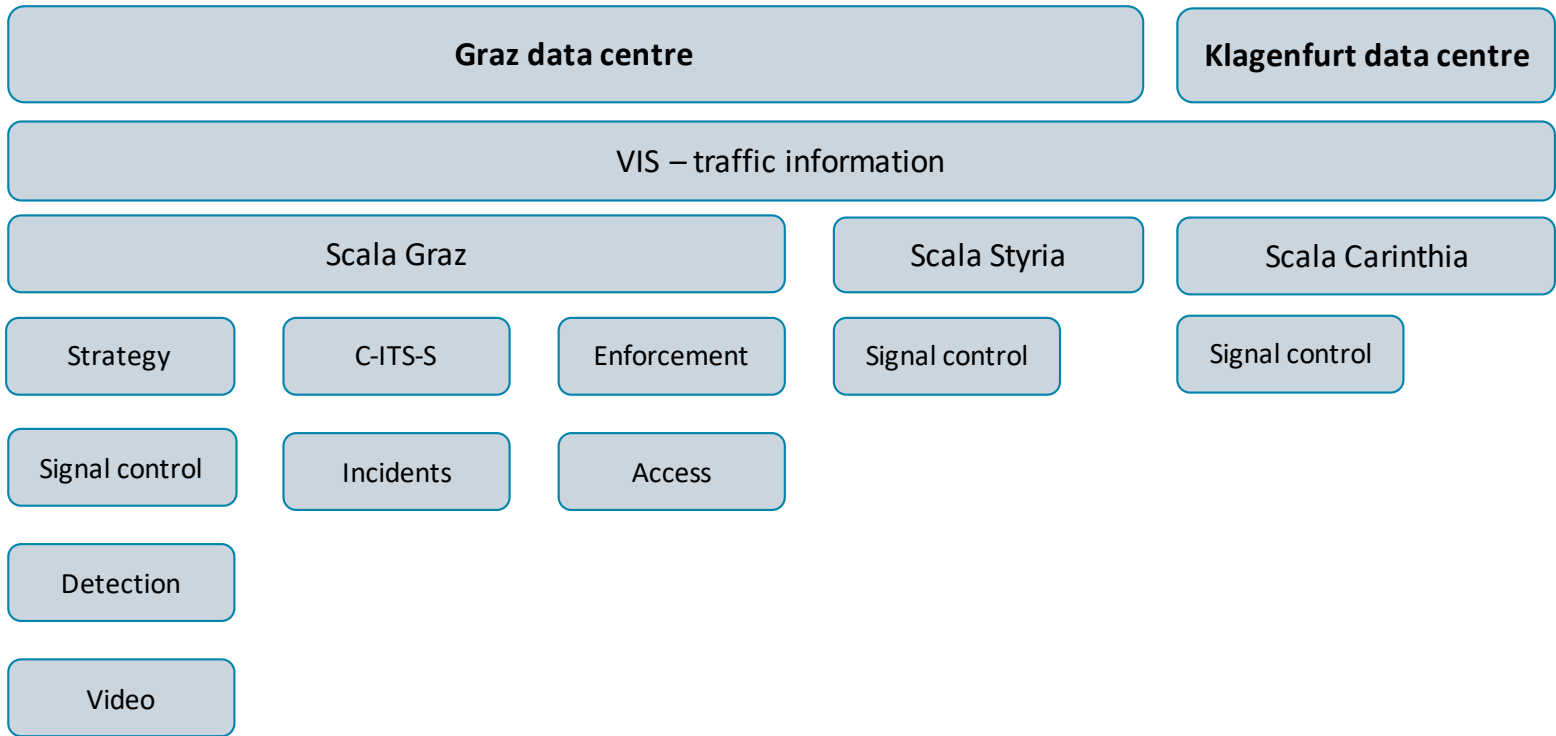 Graz data centre
Klagenfurt data centre
VIS – traffic information
Scala Graz
Scala Styria
Scala Carinthia
Strategy
C-ITS-S
Enforcement
Signal control
Signal control
Signal control
Incidents
Access
Detection
Video